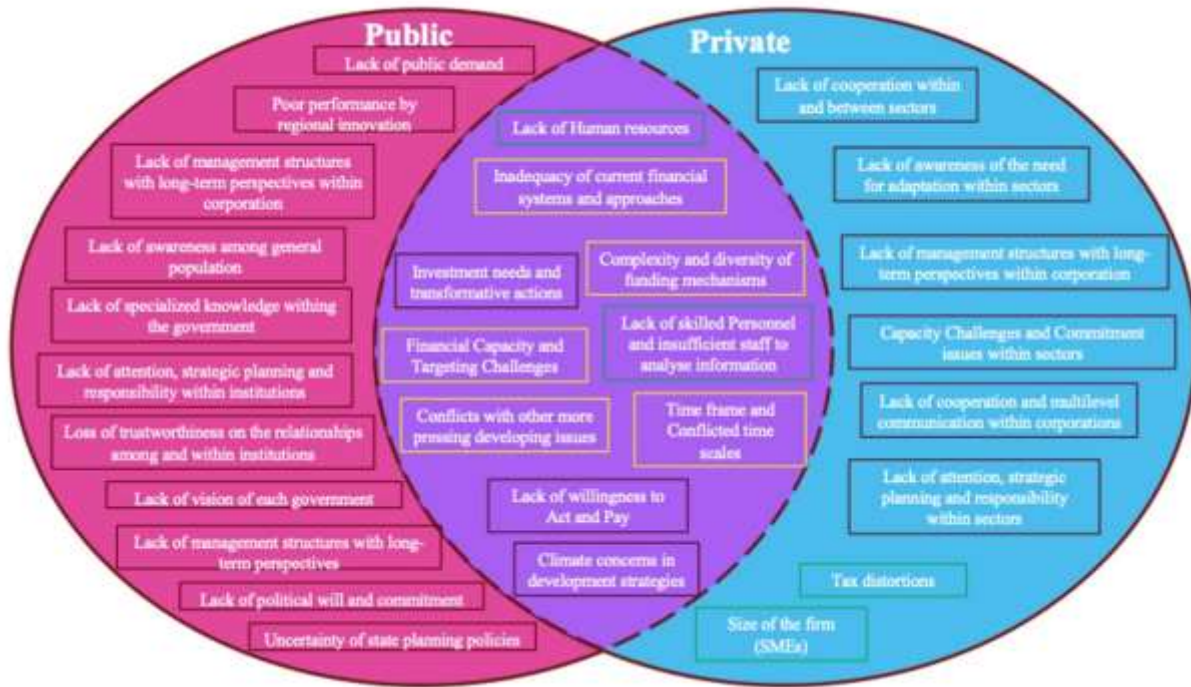 Public
Lack of public demand
Poor performance by
regional innovation
Lack of management structures
with long-term perspectives within
corporation
Lack of awareness among general
population
Lack of specialized knowledge withing
the government
Lack of attention, strategic planning and
responsibility within institutions
Loss of trustworthiness on the relationships
among and within institutions
Lack of vision of each government
Lack of management structures with long-
term perspectives
Lack of political will and commitment
Uncertainty of state planning policies
Lack of Human resources
Inadequacy of current financial
systems and approaches
Investment needs and
transformative actions
Complexity and diversity of
funding mechanisms
Financial Capacity and
Targeting Challenges
Lack of skilled Personnel
and insufficient staff to
analyse information
Conflicts with other more
pressing developing issues
Time frame and
Conflicted time
scales
Lack of willingness to
Act and Pay
Climate concerns in
development strategies
Private
Lack of cooperation within
and between sectors
Lack of awareness of the need
for adaptation within sectors
Lack of management structures with long-
term perspectives within corporation
Capacity Challenges and Commitment
issues within sectors
Lack of cooperation and multilevel
communication within corporations
Lack of attention, strategic
planning and responsibility
within sectors
Tax distortions
Size of the firm
(SMEs)